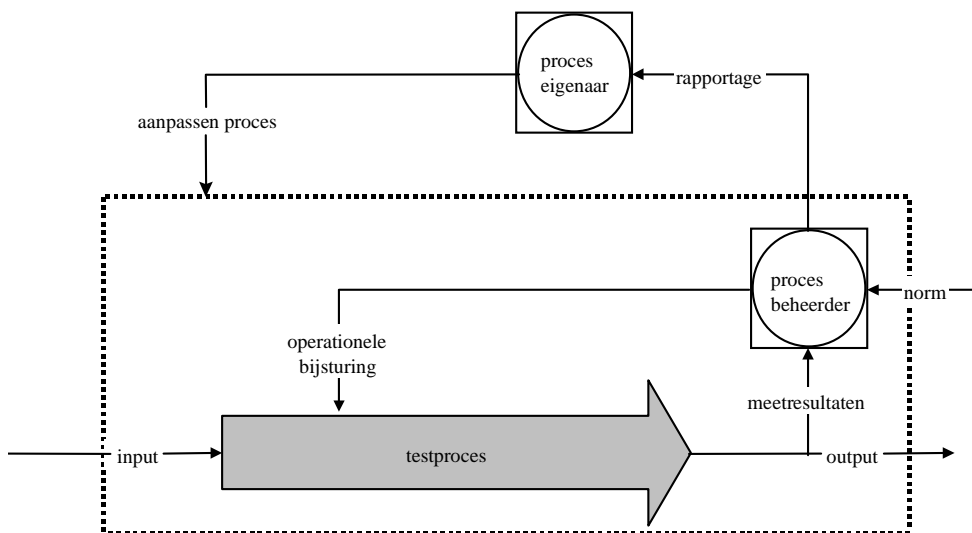 proces
eigenaar
rapportage
aanpassen proces
proces
beheerder
norm
operationele
bijsturing
meetresultaten
input
testproces
output